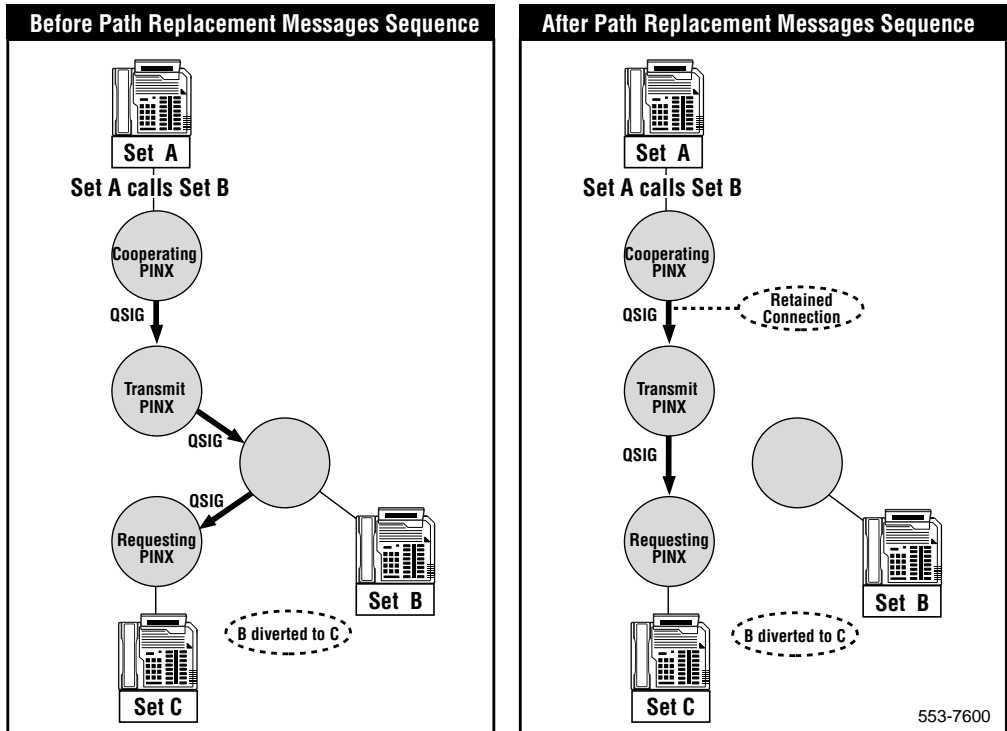 Before Path Replacement Messages Sequence
Set A
Set A calls Set B
Cooperating
PINX
QSIG
Transmit
PINX
QSIG
QSIG
Requesting
PINX
Set B
B diverted to C
Set C
After Path Replacement Messages Sequence
Set A
Set A calls Set B
Cooperating
PINX
QSIG
Retained
Connection
Transmit
PINX
QSIG
Requesting
PINX
Set B
B diverted to C
Set C
553-7600